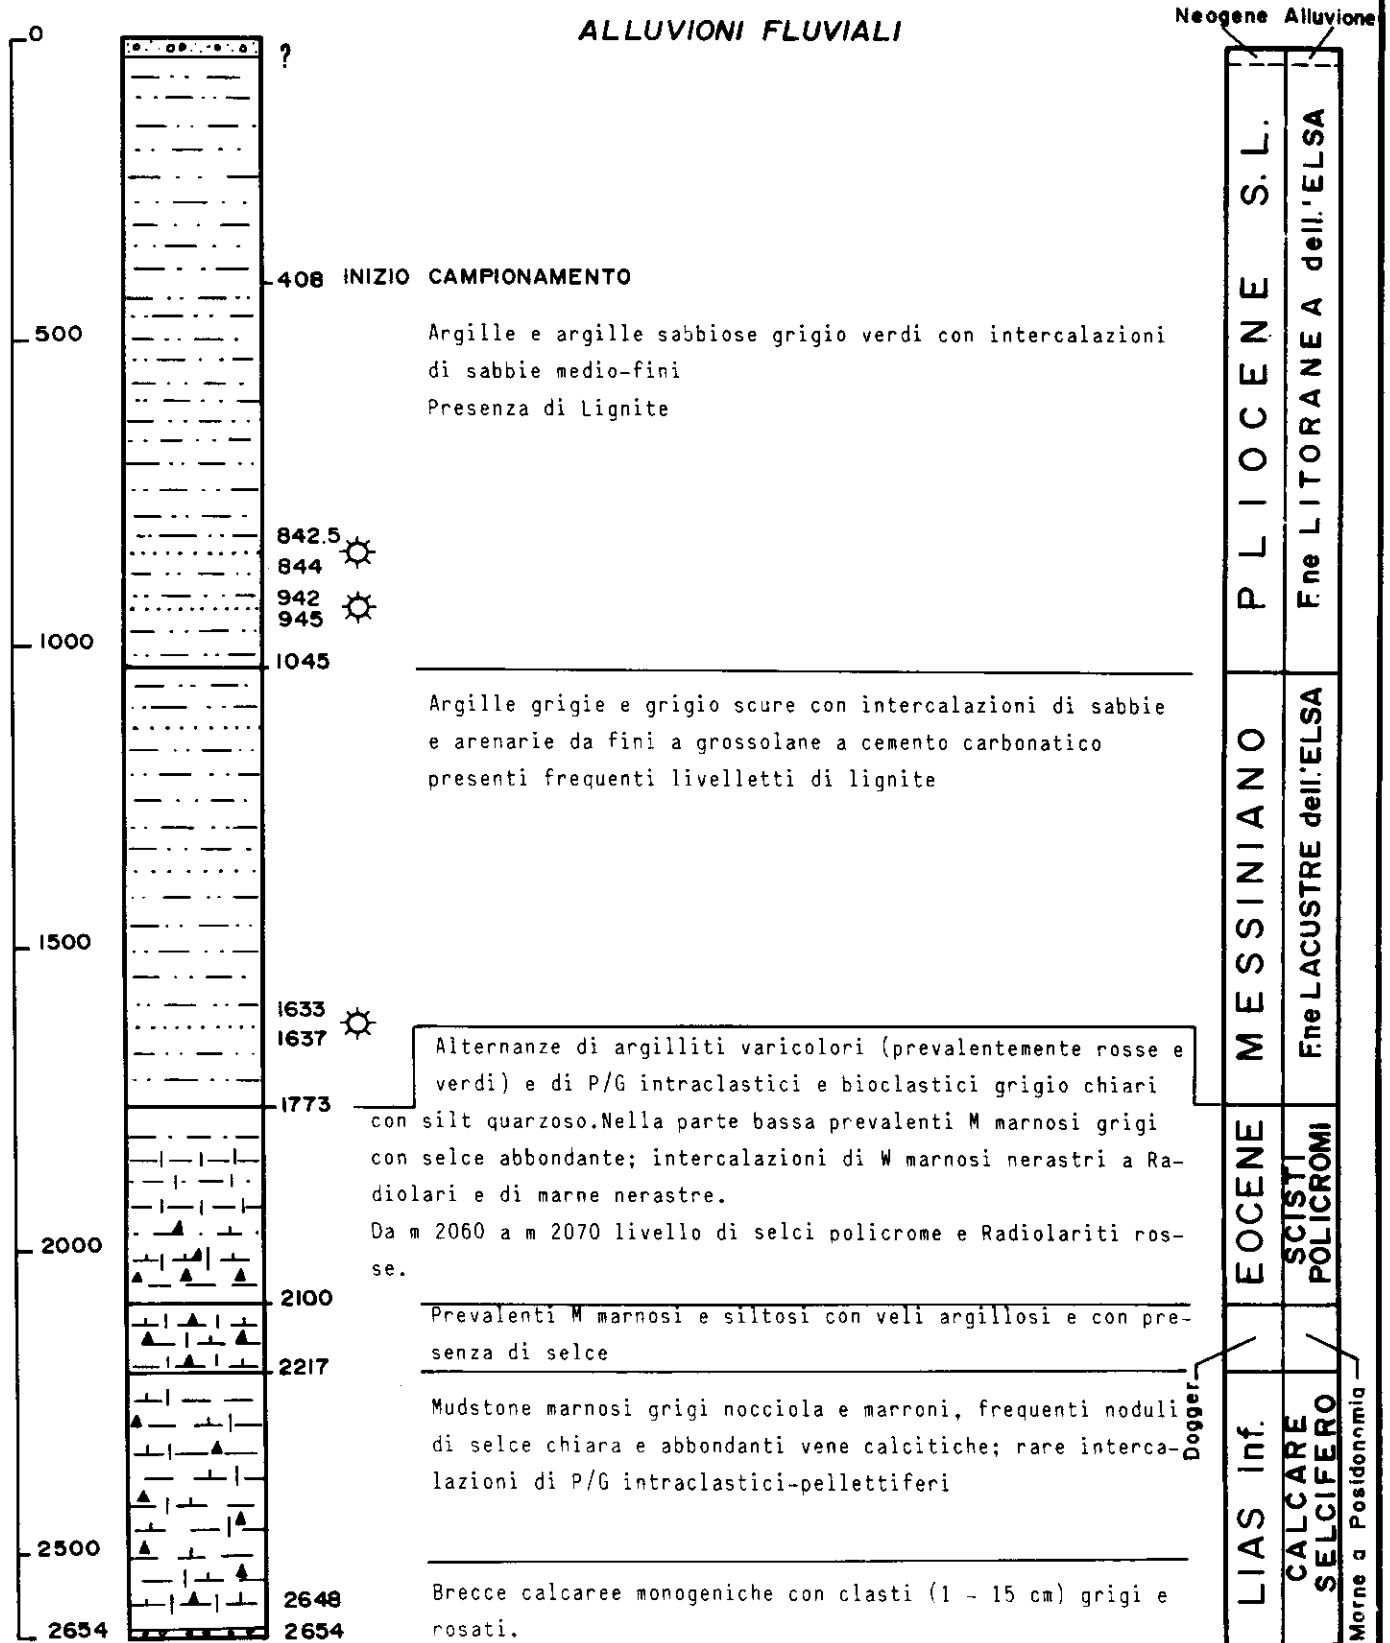 ALLUVIONI FLUVIALI
Neogene Alluvione
0
?
408 INIZIO CAMPIONAMENTO
500
Argille e argille sabbiose grigio verdi con intercalazioni
di sabbie medio-fini
Presenza di Lignite
842.5
844
942
945
1000
1045
Argille grigie e grigio scure con intercalazioni di sabbie
e arenarie da fini a grossolane a cemento carbonatico
presenti frequenti livelletti di lignite
1500
1633
1637
Alternanze di argilliti varicolori (prevalentemente rosse e
verdi) e di P/G intraclastici e bioclastici grigio chiari
1773
con silt quarzoso.Nella parte bassa prevalenti M marnosi grigi
con selce abbondante; intercalazioni di W marnosi nerastri a Ra-
diolari e di marne nerastre.
Da m 2060 a m 2070 livello di selci policrome e Radiolariti ros-
se.
2000
2100
Prevalenti M marnosi e siltosi con veli argillosi e con pre-
senza di selce
2217
Mudstone marnosi grigi nocciola e marroni, frequenti noduli
di selce chiara e abbondanti vene calcitiche; rare interca-
lazioni di P/G intraclastici-pellettiferi
2500
2648
Brecce calcaree monogeniche con clasti (1 - 15 cm) grigi e
rosati.
2654
2654
PLIOCENE S.L.
F.ne LITORANEA dell'ELSA
MESSINIANO
F.ne LACUSTRE dell'ELSA
EOCENE
SCISTI
POLICROMI
Dogger
LIAS Inf.
CALCARE
SELCIFERO
Marne a Posidonomia